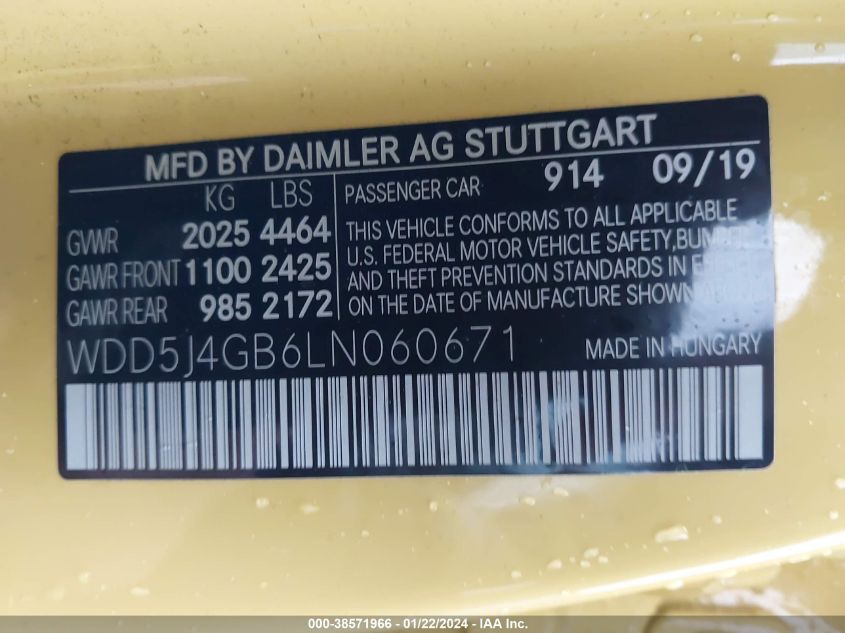 MFD BY DAIMLER AG STUTTGART
KG LBS
GVWR 2025 4464
GAWR FRONT 1100 2425
GAWR REAR 985 2172
PASSENGER CAR 914 09/19
THIS VEHICLE CONFORMS TO ALL APPLICABLE
U.S. FEDERAL MOTOR VEHICLE SAFETY,
AND THEFT PREVENTION STANDARDS IN
ON THE DATE OF MANUFACTURE SHOWN
WDD5J4GB6LN060671 MADE IN HUNGARY
000-38571966 - 01/22/2024 - IAA Inc.